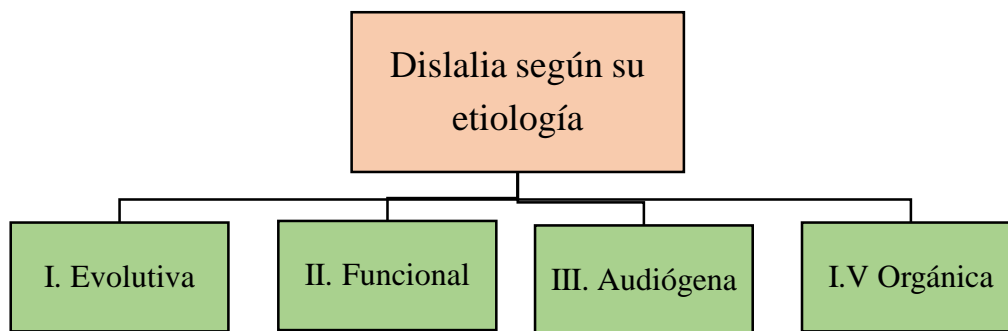 Dislalia según su
etiología
I. Evolutiva
II. Funcional
III. Audiógena
I.V Orgánica